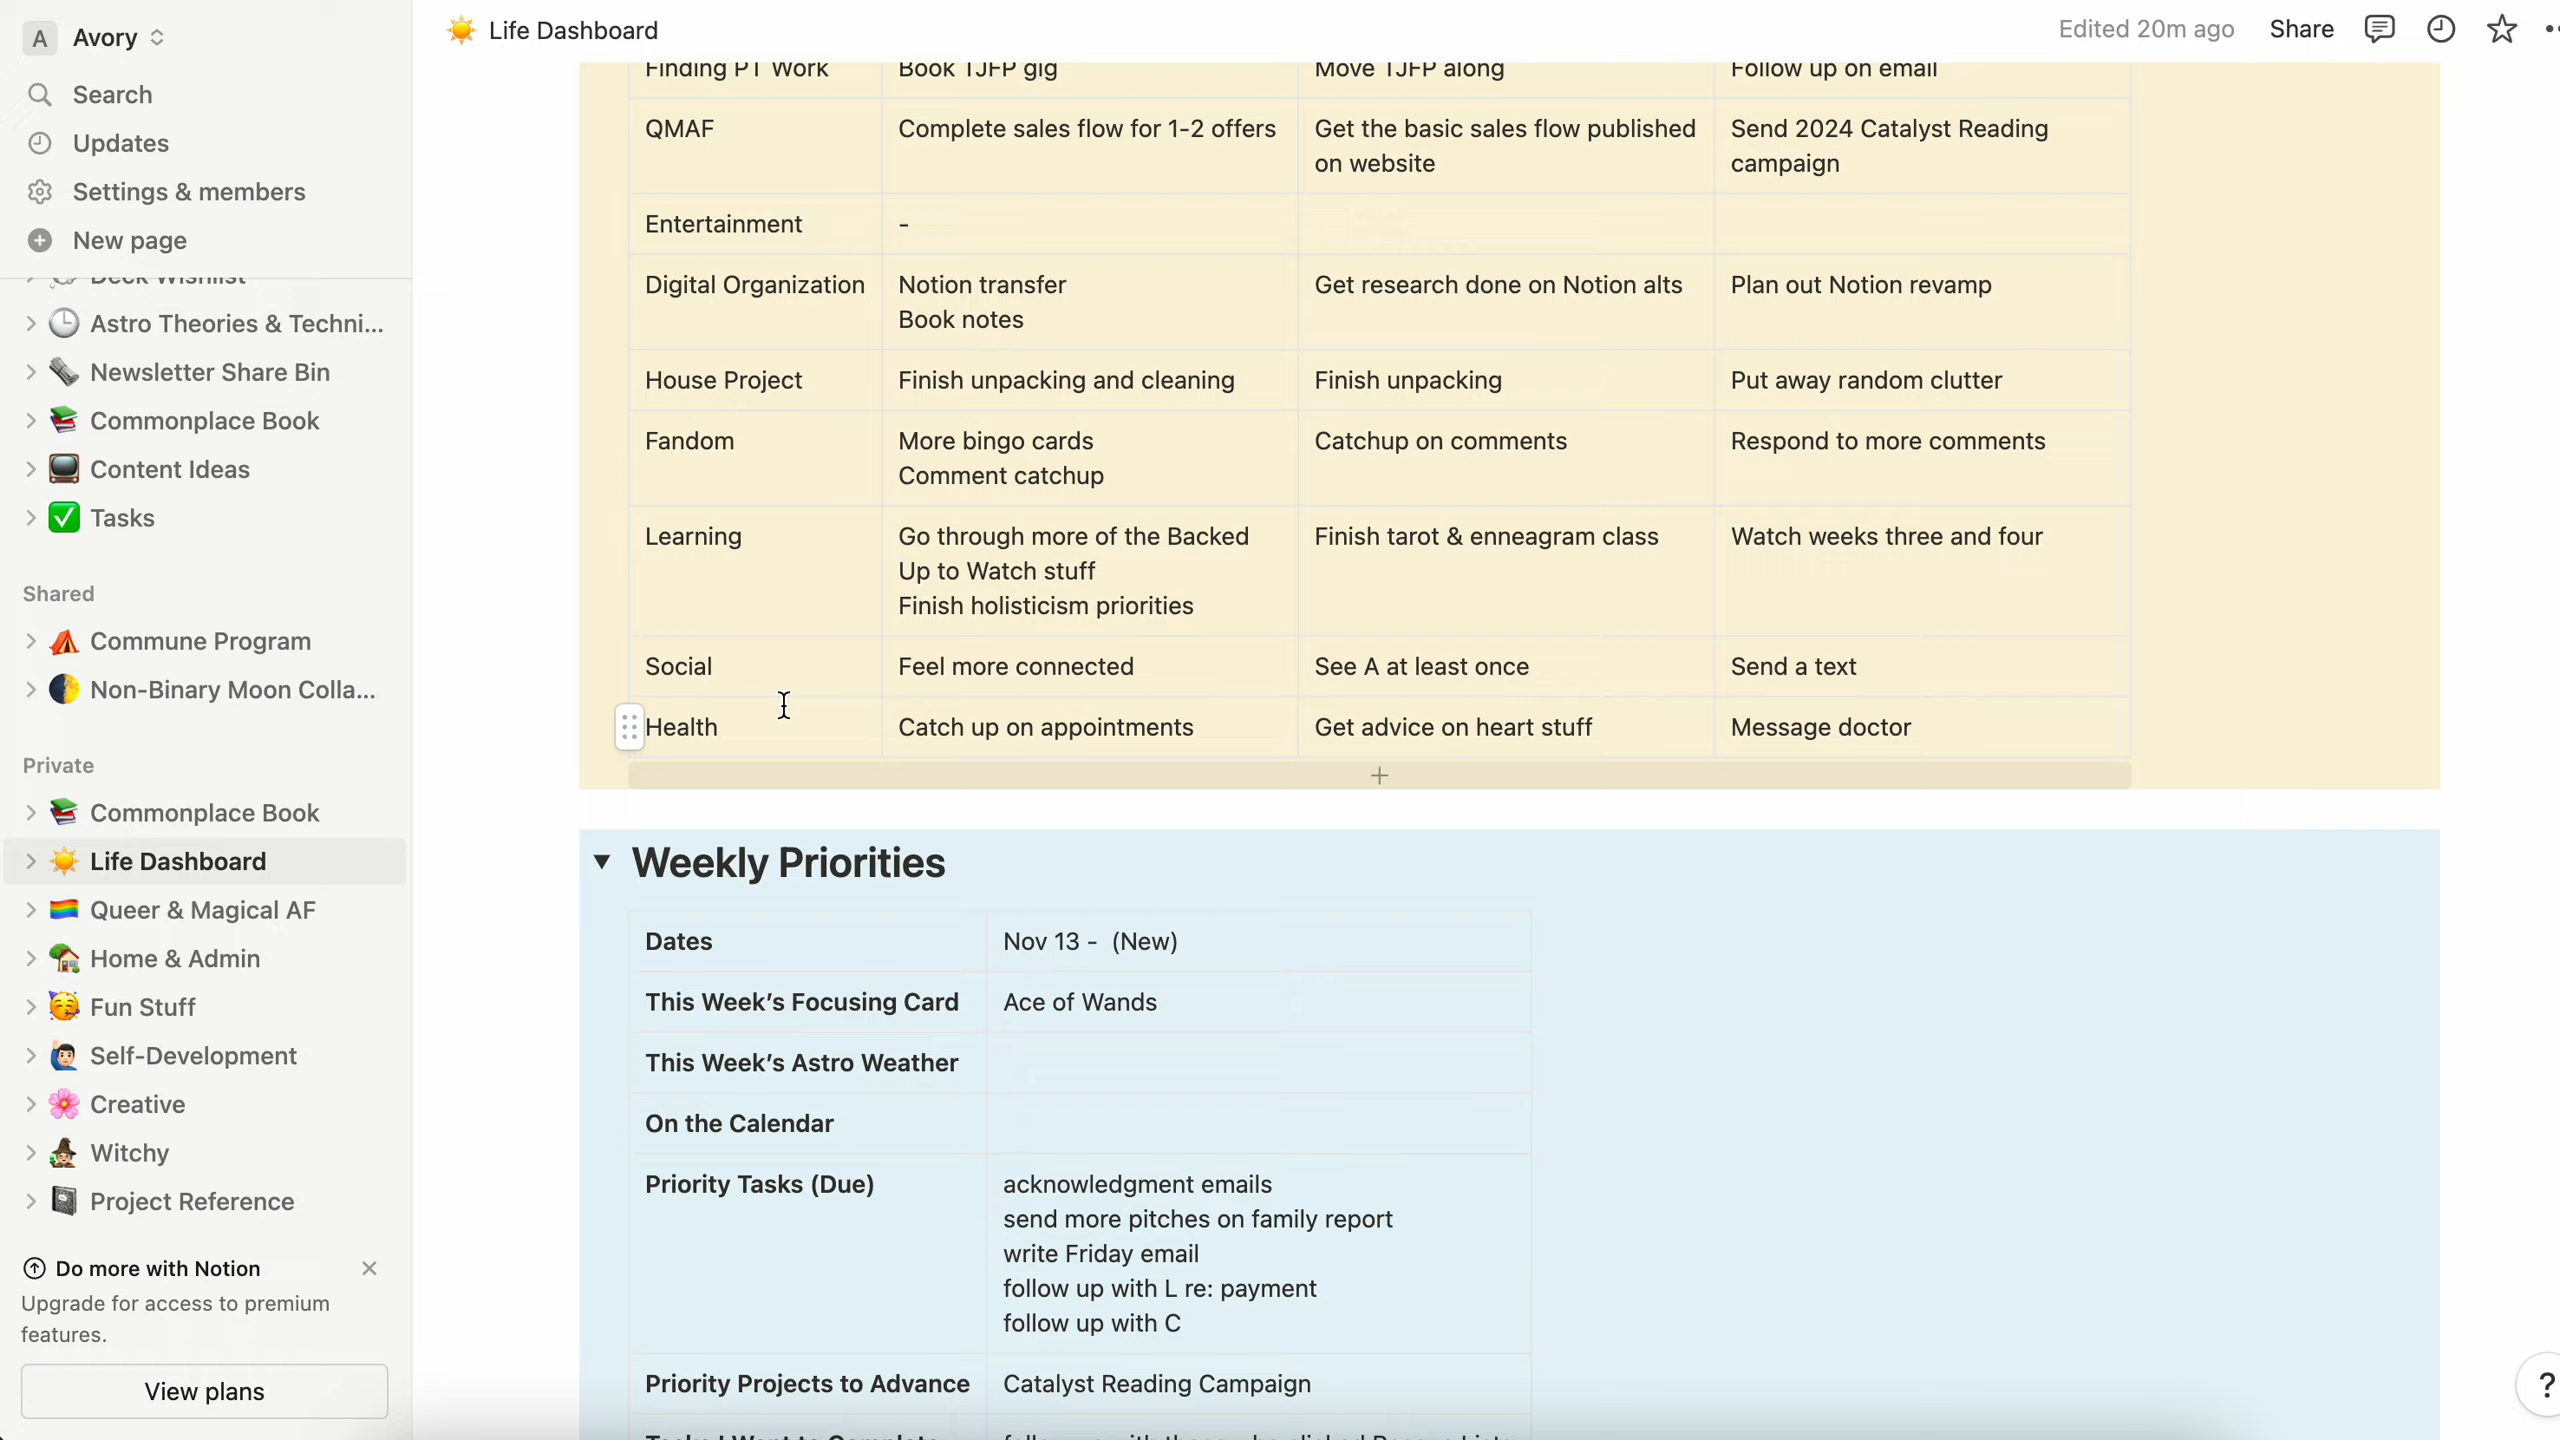 A Avory
Search
Updates
Settings & members
New page
Deck Wishlist
Astro Theories & Techni...
Newsletter Share Bin
Commonplace Book
Content Ideas
Tasks
Shared
Commune Program
Non-Binary Moon Colla...
Private
Commonplace Book
Life Dashboard
Queer & Magical AF
Home & Admin
Fun Stuff
Self-Development
Creative
Witchy
Project Reference
Do more with Notion
Upgrade for access to premium
features.
View plans
Life Dashboard
Edited 20m ago
Share
Finding PT Work
Book TJFP gig
Move TJFP along
Follow up on email
QMAF
Complete sales flow for 1-2 offers
Get the basic sales flow published
on website
Send 2024 Catalyst Reading
campaign
Entertainment
-
Digital Organization
Notion transfer
Book notes
Get research done on Notion alts
Plan out Notion revamp
House Project
Finish unpacking and cleaning
Finish unpacking
Put away random clutter
Fandom
More bingo cards
Comment catchup
Catchup on comments
Respond to more comments
Learning
Go through more of the Backed
Up to Watch stuff
Finish holisticism priorities
Finish tarot & enneagram class
Watch weeks three and four
Social
Feel more connected
See A at least once
Send a text
Health
Catch up on appointments
Get advice on heart stuff
Message doctor
+
Weekly Priorities
Dates
Nov 13 - (New)
This Week's Focusing Card
Ace of Wands
This Week's Astro Weather
On the Calendar
Priority Tasks (Due)
acknowledgment emails
send more pitches on family report
write Friday email
follow up with L re: payment
follow up with C
Priority Projects to Advance
Catalyst Reading Campaign
Tasks I Want to Complete
?